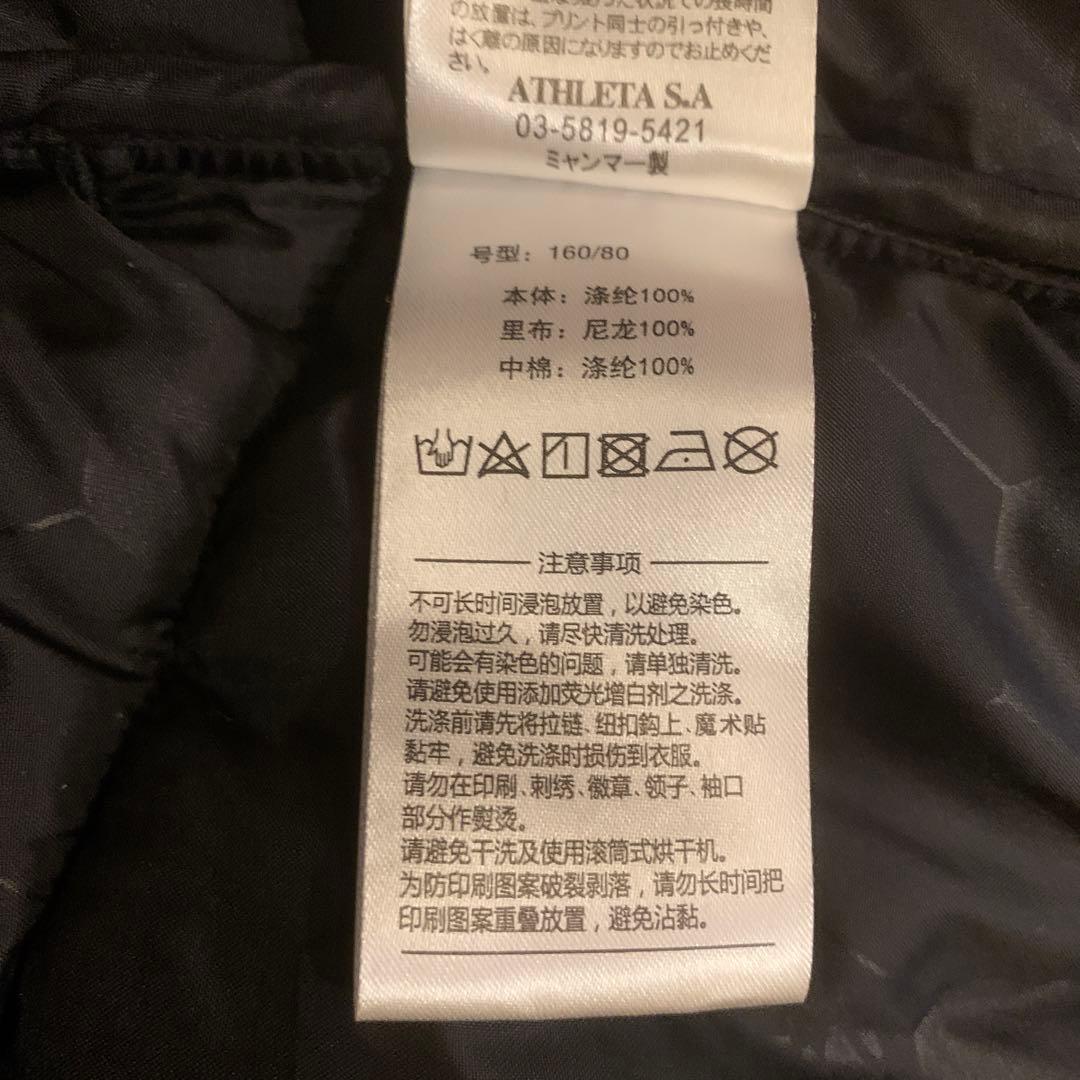 の放置は、プリント同士の引っ付きや、
はく離の原因になりますのでお止めくだ
さい。
ATHLETA S.A
03-5819-5421
ミャンマー製
号型：160/80
本体：涤纶100%
里布：尼龙100%
中棉：涤纶100%
注意事项
不可长时间浸泡放置，以避免染色。
勿浸泡过久，请尽快清洗处理。
可能会有染色的问题，请单独清洗。
请避免使用添加荧光增白剂之洗涤。
洗涤前请先将拉链、纽扣鈎上、魔术贴
黏牢，避免洗涤时损伤到衣服。
请勿在印刷、刺绣、徽章、领子、袖口
部分作熨烫。
请避免干洗及使用滚筒式烘干机。
为防印刷图案破裂剥落，请勿长时间把
印刷图案重叠放置，避免沾黏。